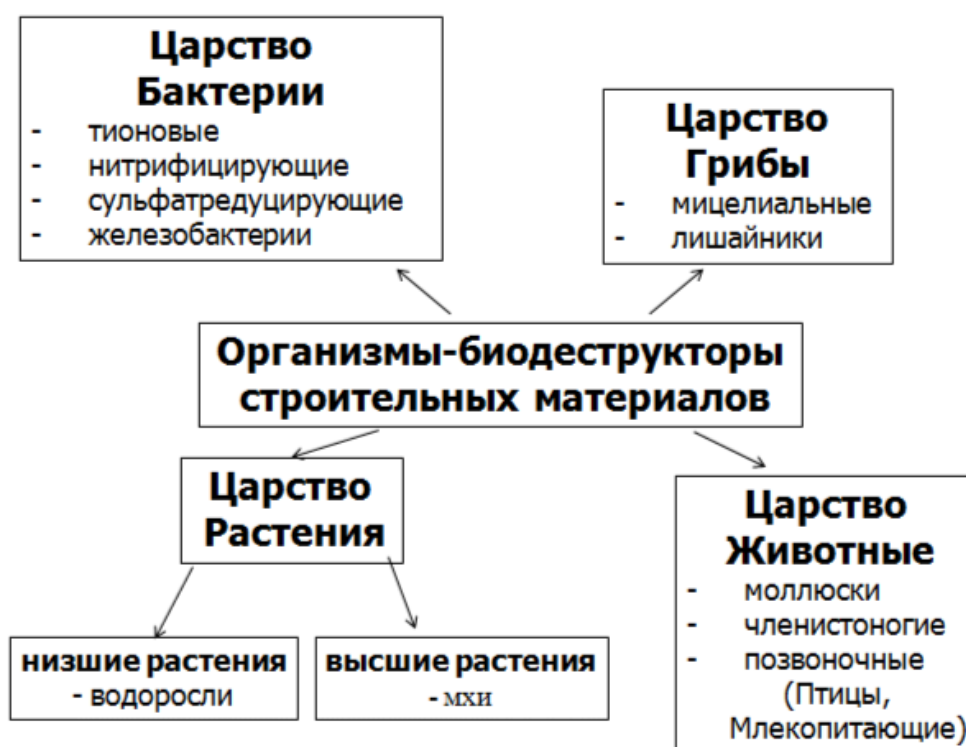 Царство
Бактерии
- тионовые
- нитрифицирующие
- сульфатредуцирующие
- железобактерии
Царство
Грибы
- мицелиальные
- лишайники
Организмы-биодеструкторы
строительных материалов
Царство
Растения
низшие растения
- водоросли
высшие растения
- мхи
Царство
Животные
- моллюски
- членистоногие
- позвоночные
(Птицы,
Млекопитающие)